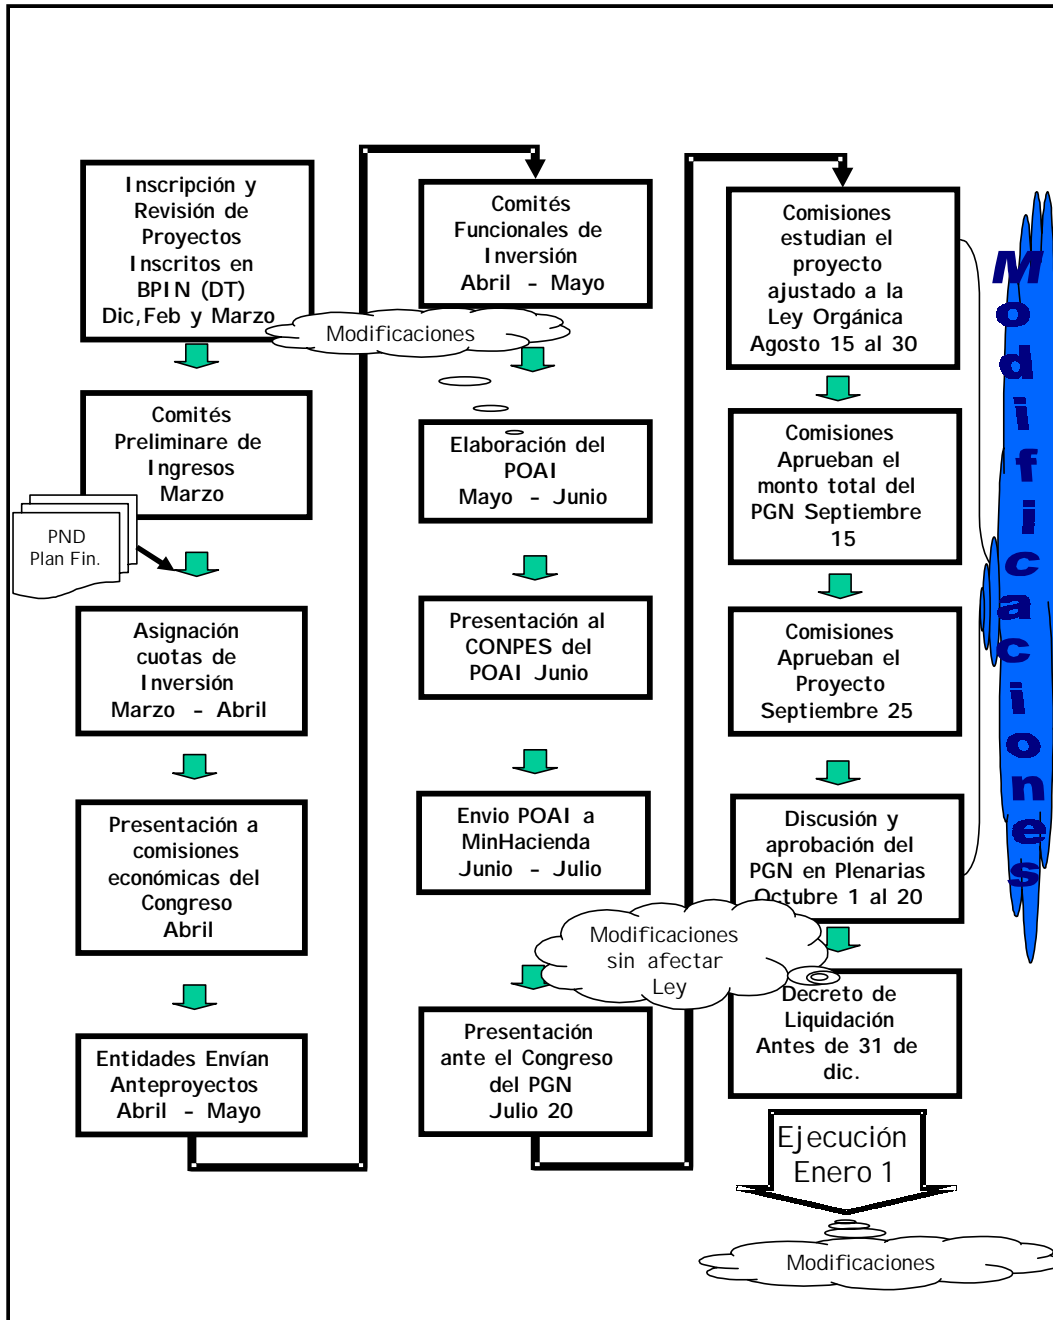 Inscripción y
Revisión de
Proyectos
Inscritos en
BPIN (DT)
Dic,Feb y Marzo
Comités
Preliminare de
Ingresos
Marzo
PND
Plan Fin.
Asignación
cuotas de
Inversión
Marzo - Abril
Presentación a
comisiones
económicas del
Congreso
Abril
Entidades Envían
Anteproyectos
Abril - Mayo
Comités
Funcionales de
Inversión
Abril - Mayo
Modificaciones
Elaboración del
POAI
Mayo - Junio
Presentación al
CONPES del
POAI Junio
Envio POAI a
MinHacienda
Junio - Julio
Modificaciones
sin afectar
Ley
Presentación
ante el Congreso
del PGN
Julio 20
Comisiones
estudian el
proyecto
ajustado a la
Ley Orgánica
Agosto 15 al 30
Comisiones
Aprueban el
monto total del
PGN Septiembre
15
Comisiones
Aprueban el
Proyecto
Septiembre 25
Discusión y
aprobación del
PGN en Plenarias
Octubre 1 al 20
Decreto de
Liquidación
Antes de 31 de
dic.
Ejecución
Enero 1
Modificaciones
Modificaciones